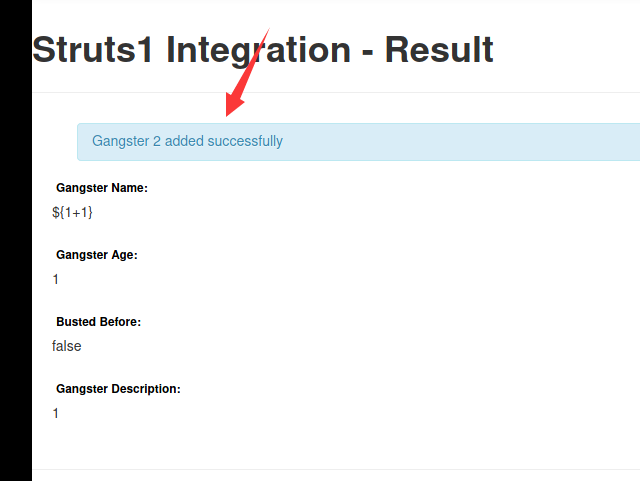 Struts1 Integration - Result
Gangster 2 added successfully
Gangster Name:
${1+1}
Gangster Age:
1
Busted Before:
false
Gangster Description:
1